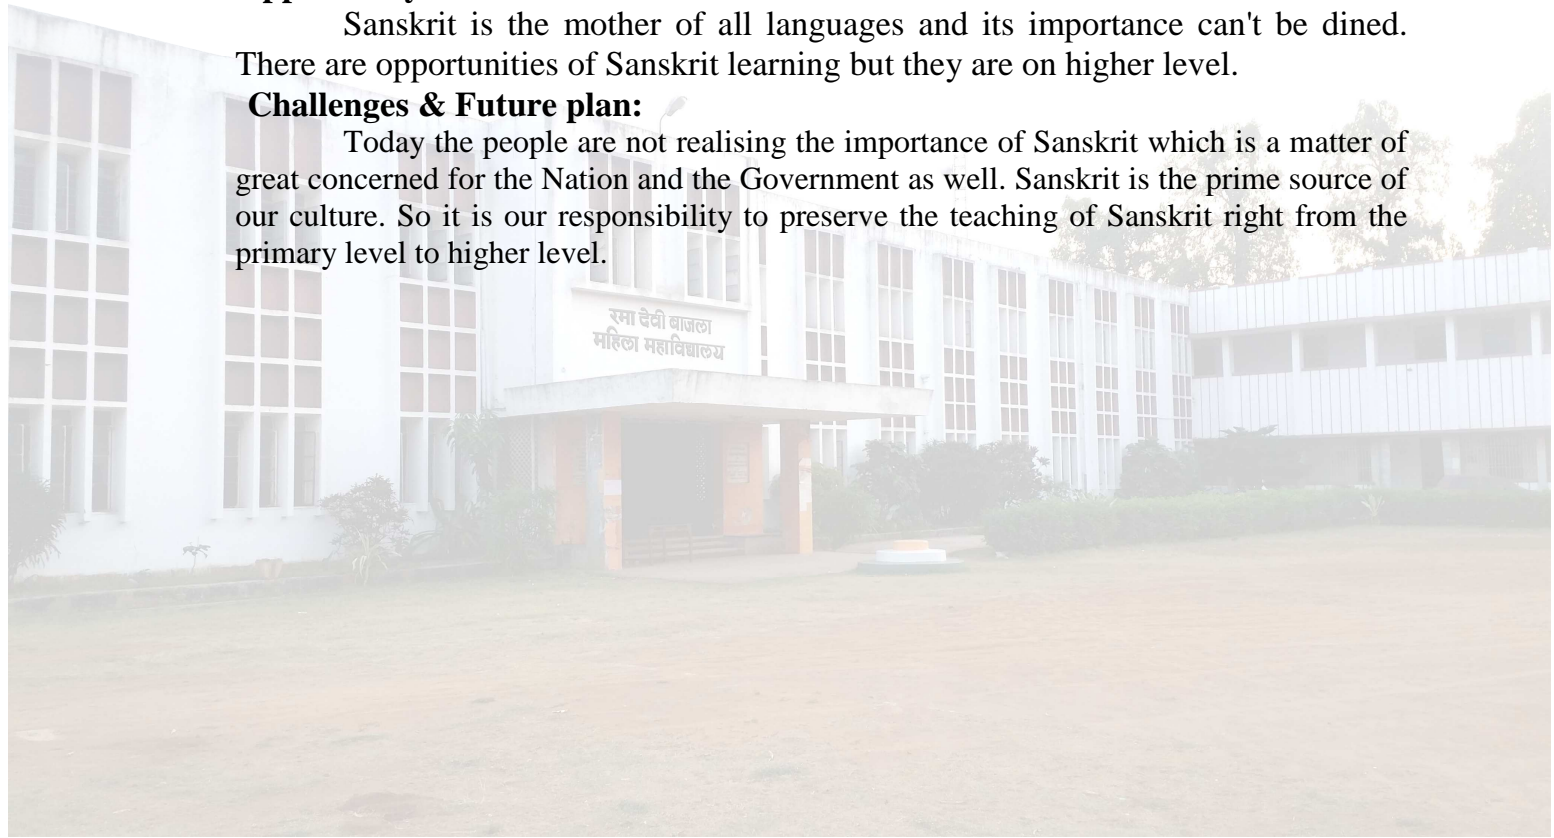 Sanskrit is the mother of all languages and its importance can't be dined.
There are opportunities of Sanskrit learning but they are on higher level.
Challenges & Future plan:
Today the people are not realising the importance of Sanskrit which is a matter of
great concerned for the Nation and the Government as well. Sanskrit is the prime source of
our culture. So it is our responsibility to preserve the teaching of Sanskrit right from the
primary level to higher level.
रमा देवी बाजला
महिला महाविद्यालय